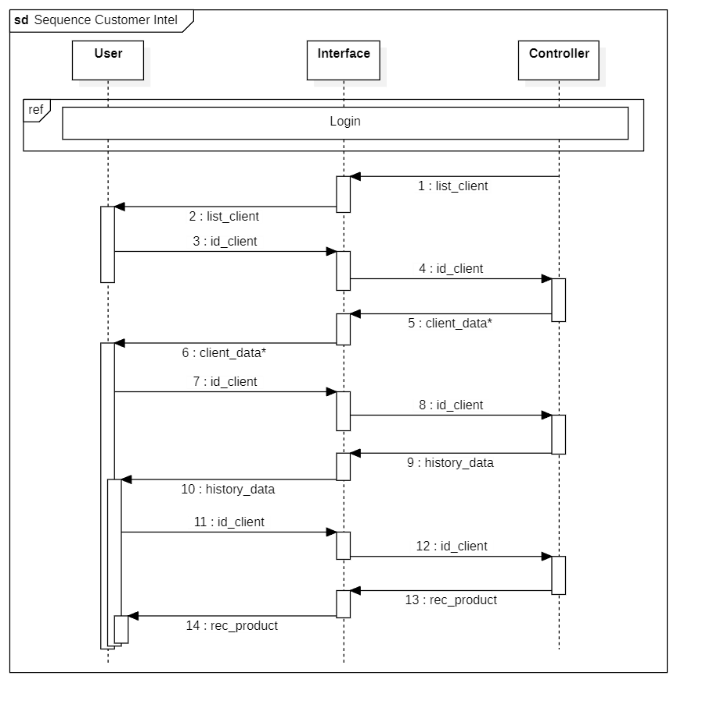 sd Sequence Customer Intel
User
Interface
Controller
ref
Login
1 : list_client
2 : list_client
3 : id_client
4 : id_client
5 : client_data*
6 : client_data*
7 : id_client
8 : id_client
9 : history_data
10 : history_data
11 : id_client
12 : id_client
13 : rec_product
14 : rec_product